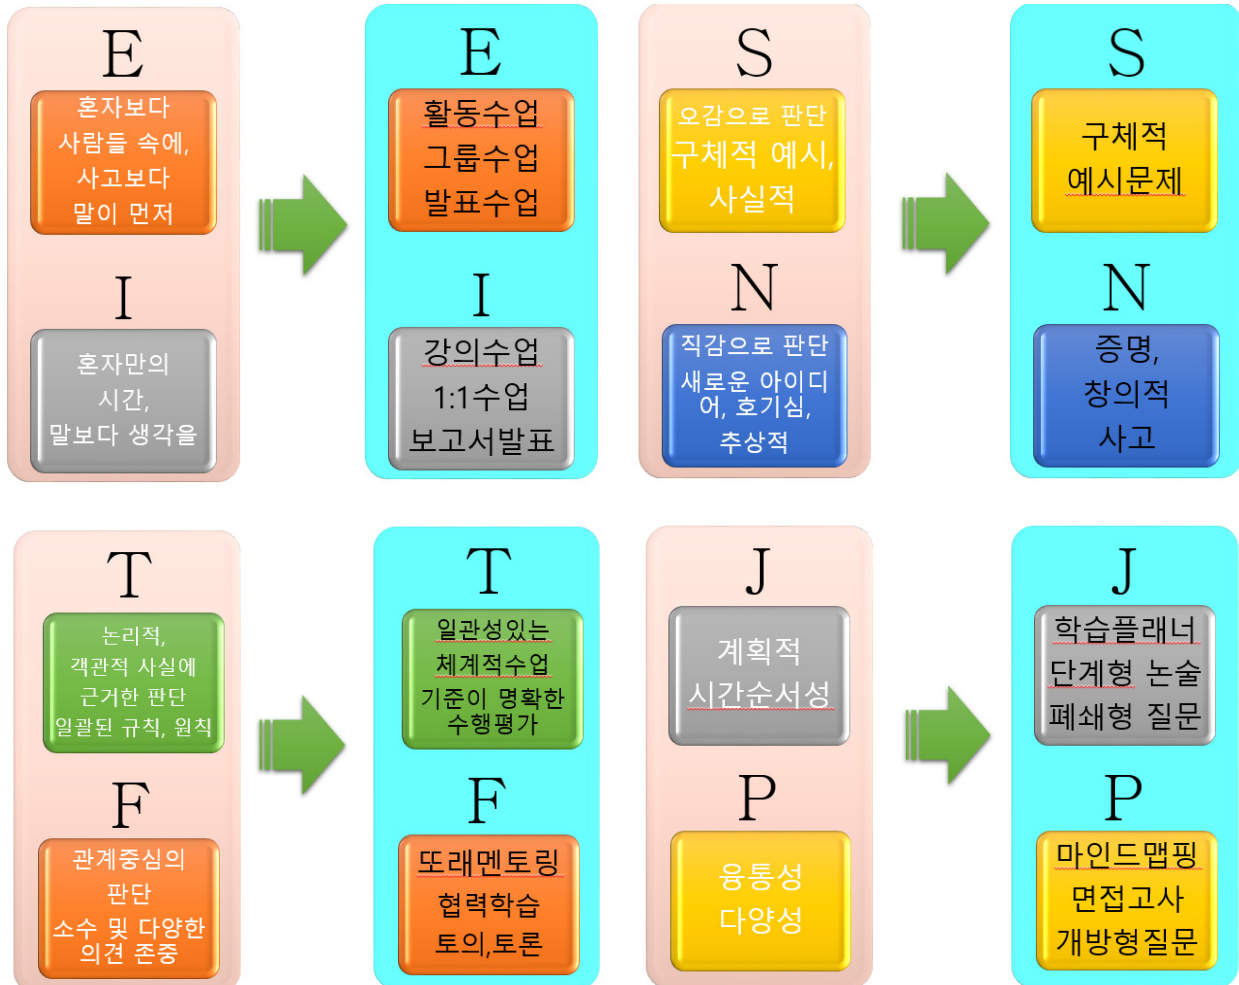 E
혼자보다
사람들 속에,
사고보다
말이 먼저
I
혼자만의
시간,
말보다 생각을
E
활동수업
그룹수업
발표수업
I
강의수업
1:1수업
보고서발표
S
오감으로 판단
구체적 예시,
사실적
N
직감으로 판단
새로운 아이디
어, 호기심,
추상적
S
구체적
예시문제
N
증명,
창의적
사고
T
논리적,
객관적 사실에
근거한 판단
일괄된 규칙, 원칙
F
관계중심의
판단
소수 및 다양한
의견 존중
T
일관성있는
체계적수업
기준이 명확한
수행평가
F
또래멘토링
협력학습
토의,토론
J
계획적
시간순서성
P
융통성
다양성
J
학습플래너
단계형 논술
폐쇄형 질문
P
마인드맵핑
면접고사
개방형질문